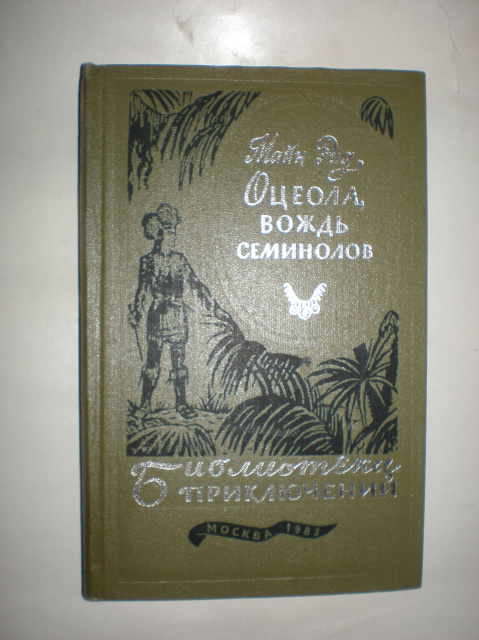 Майн Рид
ОЦЕОЛА,
ВОЖДЬ
СЕМИНОЛОВ
Библиотека
ПРИКЛЮЧЕНИЙ
МОСКВА 1983